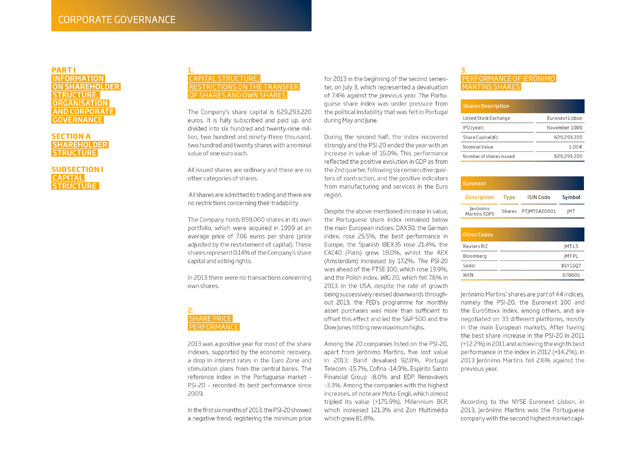 CORPORATE GOVERNANCE
PART I
INFORMATION
ON SHAREHOLDER
STRUCTURE,
ORGANISATION
AND CORPORATE
GOVERNANCE
SECTION A
SHAREHOLDER
STRUCTURE
SUBSECTION I
CAPITAL
STRUCTURE
1.
CAPITAL STRUCTURE,
RESTRICTIONS ON THE TRANSFER
OF SHARES AND OWN SHARES
The Company's share capital is 629,293,220
euros. It is fully subscribed and paid up, and
divided into six hundred and twenty-nine mil-
lion, two hundred and ninety-three thousand,
two hundred and twenty shares with a nominal
value of one euro each.
All issued shares are ordinary and there are no
other categories of shares.
All shares are admitted to trading and there are
no restrictions concerning their tradability.
The Company holds 859,000 shares in its own
portfolio, which were acquired in 1999 at an
average price of 7.06 euros per share (price
adjusted by the restatement of capital). These
shares represent 0.14% of the Company's share
capital and voting rights.
In 2013 there were no transactions concerning
own shares.
2.
SHARE PRICE
PERFORMANCE
2013 was a positive year for most of the share
indexes, supported by the economic recovery,
a drop in interest rates in the Euro Zone and
stimulation plans from the central banks. The
reference index in the Portuguese market –
PSI-20 – recorded its best performance since
2009.
In the first six months of 2013, the PSI-20 showed
a negative trend, registering the minimum price
for 2013 in the beginning of the second semes-
ter, on July 3, which represented a devaluation
of 7.4% against the previous year. The Portu-
guese share index was under pressure from
the political instability that was felt in Portugal
during May and June.
During the second half, the index recovered
strongly and the PSI-20 ended the year with an
increase in value of 16.0%. This performance
reflected the positive evolution in GDP as from
the 2nd quarter, following six consecutive quar-
ters of contraction, and the positive indicators
from manufacturing and services in the Euro
region.
Despite the above-mentioned increase in value,
the Portuguese share index remained below
the main European indices: DAX30, the German
index, rose 25.5%, the best performance in
Europe, the Spanish IBEX35 rose 21.4%, the
CAC40 (Paris) grew 18.0%, whilst the AEX
(Amsterdam) increased by 17.2%. The PSI-20
was ahead of the FTSE 100, which rose 13.9%,
and the Polish index, WIG 20, which fell 7.6% in
2013. In the USA, despite the rate of growth
being successively revised downwards through-
out 2013, the FED's programme for monthly
asset purchases was more than sufficient to
offset this effect and led the S&P 500 and the
Dow Jones hitting new maximum highs.
Among the 20 companies listed on the PSI-20,
apart from Jerónimo Martins, five lost value
in 2013: Banif devalued 92.8%, Portugal
Telecom -15.7%, Cofina -14.9%, Espírito Santo
Financial Group -8.0% and EDP Renováveis
-3.3%. Among the companies with the highest
increases, of note are Mota-Engil, which almost
tripled its value (+175.9%), Millennium BCP,
which increased 121.3% and Zon Multimédia
which grew 81.8%.
3.
PERFORMANCE OF JERÓNIMO
MARTINS SHARES
Shares Description
Listed Stock Exchange Euronext Lisbon
IPO (year) November 1989
Share Capital (€) 629,293,220
Nominal Value 1.00 €
Number of shares issued 629,293,220
Euronext
Description Type ISIN Code Symbol
Jerónimo
Martins SGPS Shares PTJMT0AE0001 JMT
Other Codes
Reuters RIC JMT.LS
Bloomberg JMT PL
Sedol B1Y1SQ7
WKN 878605
Jerónimo Martins' shares are part of 44 indices,
namely the PSI-20, the Euronext 100 and
the EuroStoxx Index, among others, and are
negotiated on 33 different platforms, mostly
in the main European markets. After having
the best share increase in the PSI-20 in 2011
(+12.2%) in 2011 and achieving the eighth best
performance in the index in 2012 (+14.2%), in
2013 Jerónimo Martins fell 2.6% against the
previous year.
According to the NYSE Euronext Lisbon, in
2013, Jerónimo Martins was the Portuguese
company with the second highest market capi-